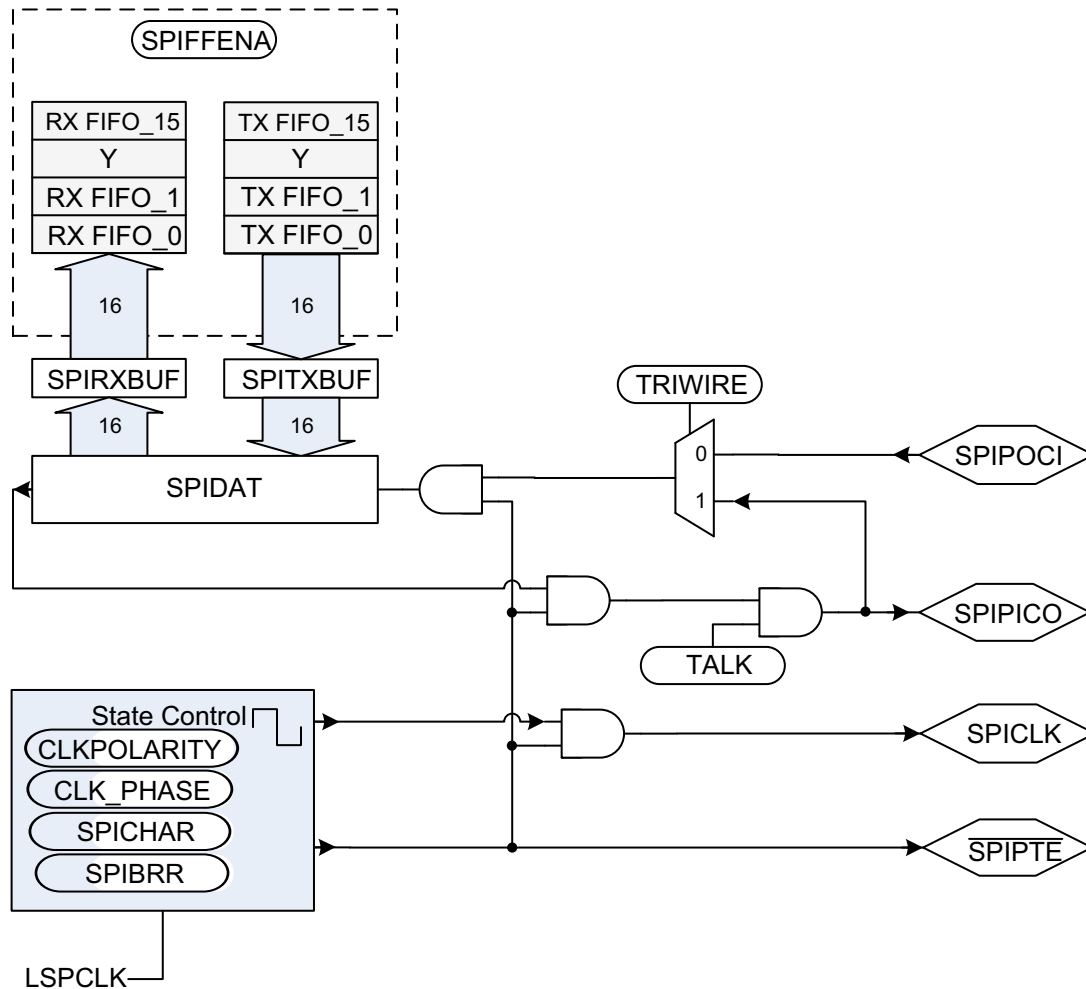 SPIFFENA
RX FIFO_15
Y
RX FIFO_1
RX FIFO_0
TX FIFO_15
Y
TX FIFO_1
TX FIFO_0
16
16
SPIRXBUF
SPITXBUF
16
16
SPIDAT
TRIWIRE
0
1
SPIPOCI
SPIPICO
TALK
State Control
CLKPOLARITY
CLK_PHASE
SPICHAR
SPIBRR
SPICLK
SPIPTE
LSPCLK